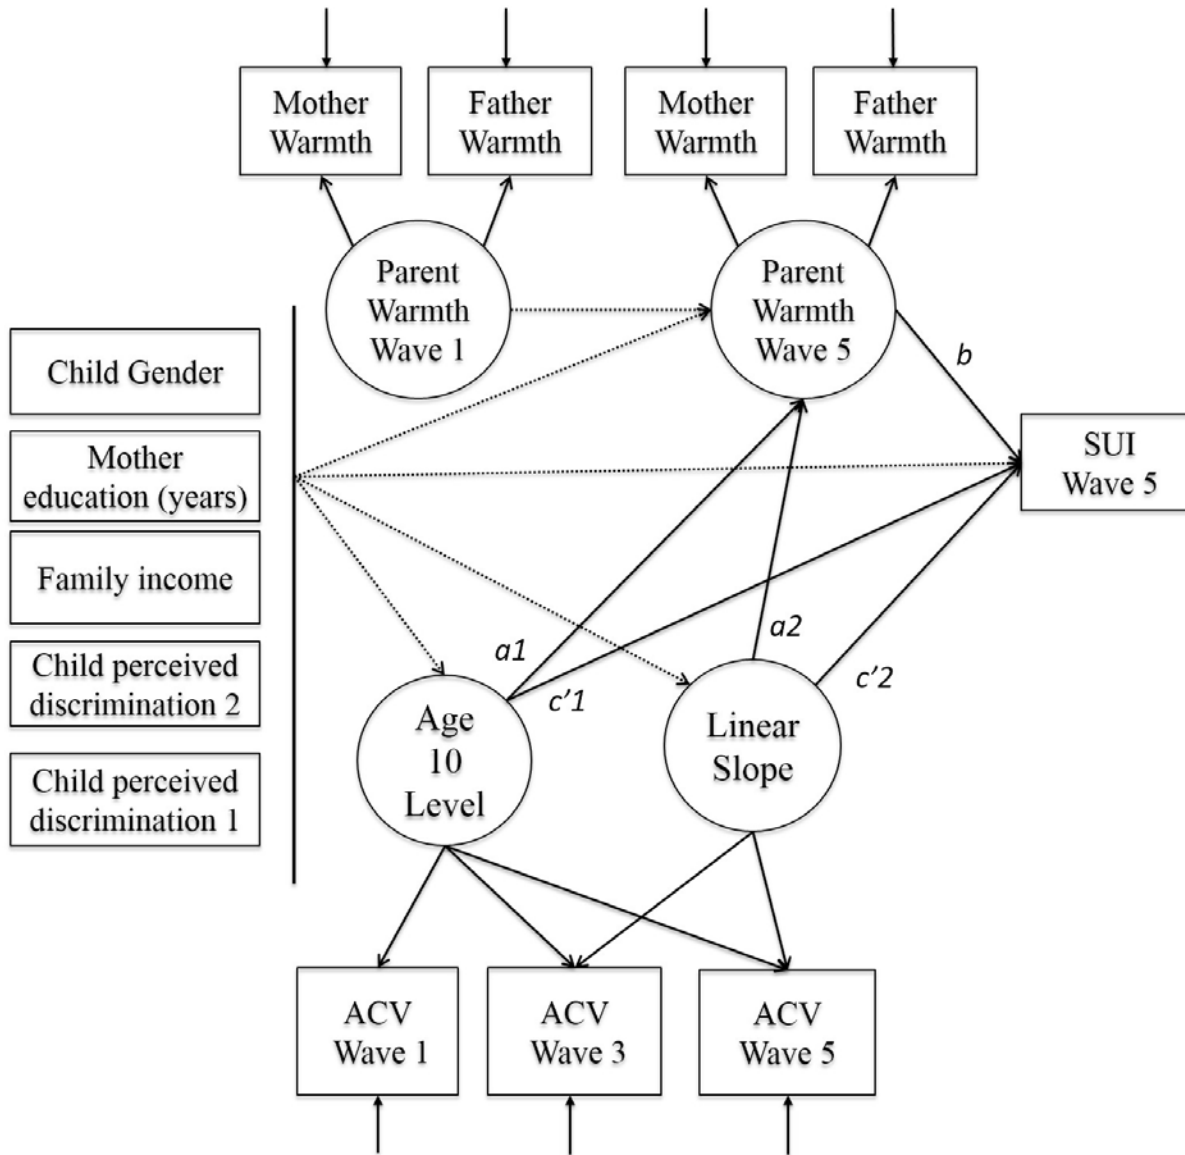 Mother
Warmth
Father
Warmth
Mother
Warmth
Father
Warmth
Parent
Warmth
Wave 1
Parent
Warmth
Wave 5
b
Child Gender
Mother
education (years)
Family income
Child perceived
discrimination 2
Child perceived
discrimination 1
SUI
Wave 5
a1
c'1
a2
c'2
Age
10
Level
Linear
Slope
ACV
Wave 1
ACV
Wave 3
ACV
Wave 5